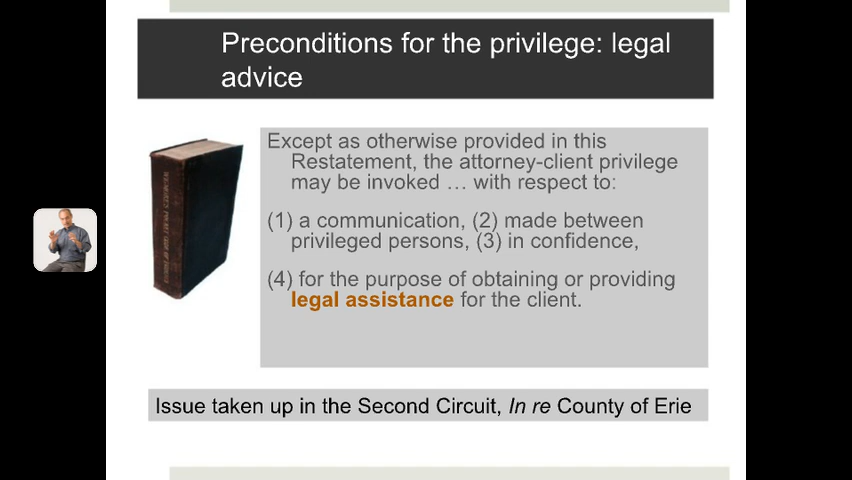 Preconditions for the privilege: legal
advice
Except as otherwise provided in this
Restatement, the attorney-client privilege
may be invoked … with respect to:
(1) a communication, (2) made between
privileged persons, (3) in confidence,
(4) for the purpose of obtaining or providing
legal assistance for the client.
Issue taken up in the Second Circuit, In re County of Erie